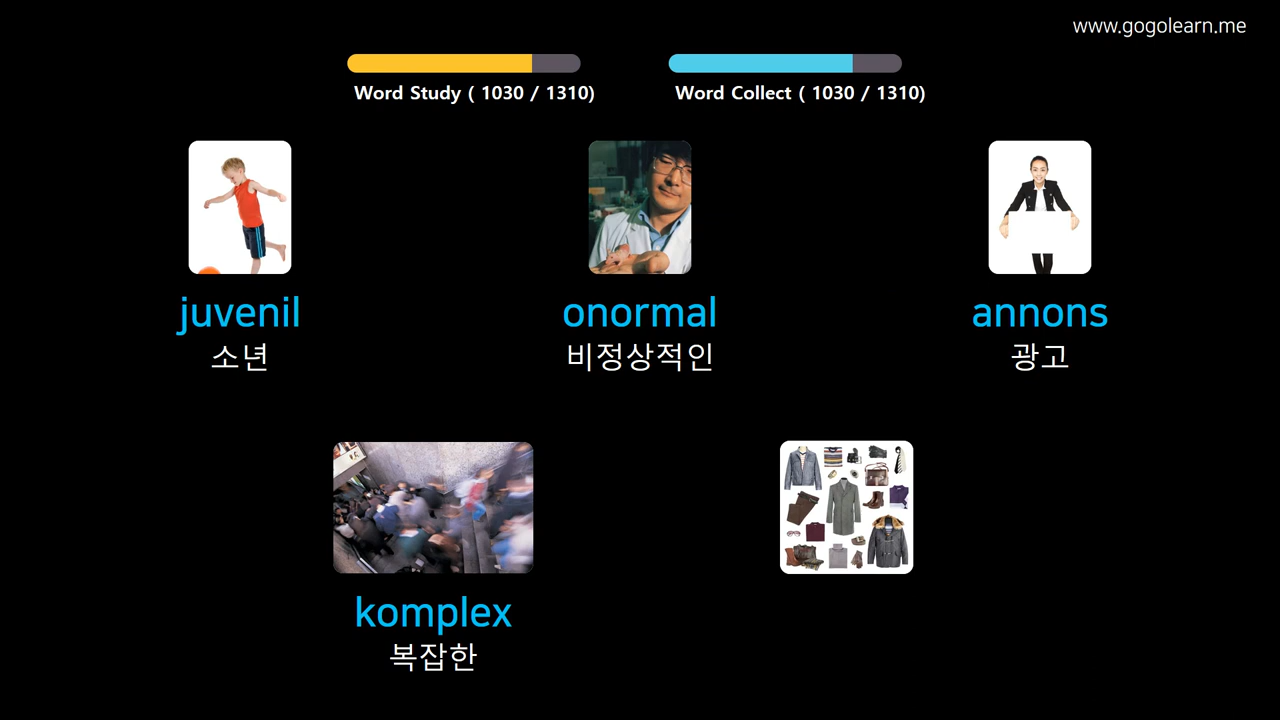 www.gogolearn.me
Word Study ( 1030 / 1310)
Word Collect ( 1030 / 1310)
juvenil
소년
onormal
비정상적인
annons
광고
komplex
복잡한